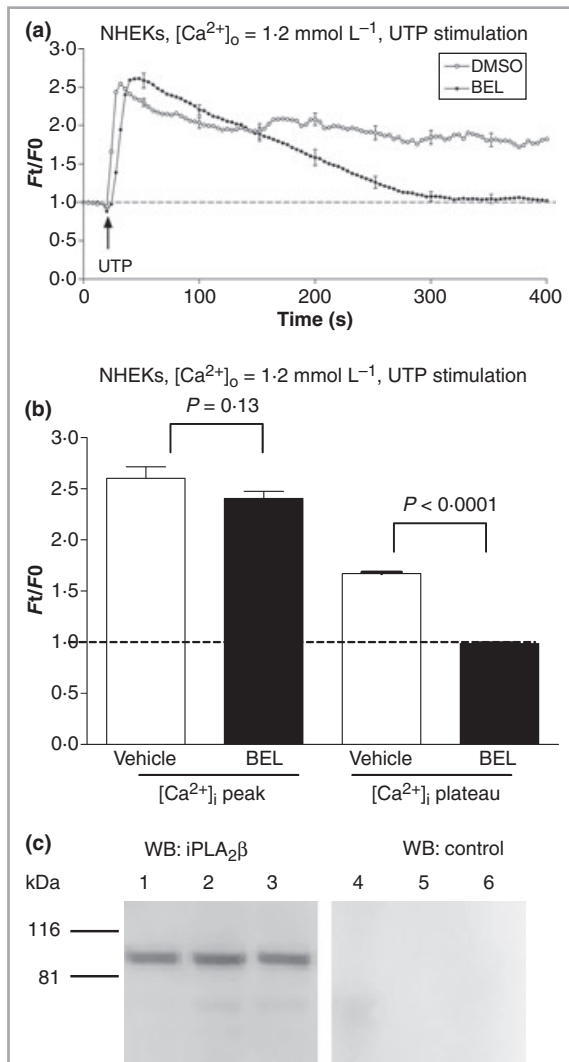 (a) NHEKs, [Ca²⁺]ₒ = 1·2 mmol L⁻¹, UTP stimulation
DMSO
BEL
3·0
2·5
2·0
1·5
1·0
0·5
0·0
Ft/F0
UTP
0 100 200 300 400
Time (s)
NHEKs, [Ca²⁺]ₒ = 1·2 mmol L⁻¹, UTP stimulation
(b)
P = 0·13
P < 0·0001
3·0
2·5
2·0
1·5
1·0
0·5
0·0
Ft/F0
Vehicle BEL Vehicle BEL
[Ca²⁺]ᵢ peak [Ca²⁺]ᵢ plateau
(c)
WB: iPLA₂β WB: control
kDa 1 2 3 4 5 6
116
81